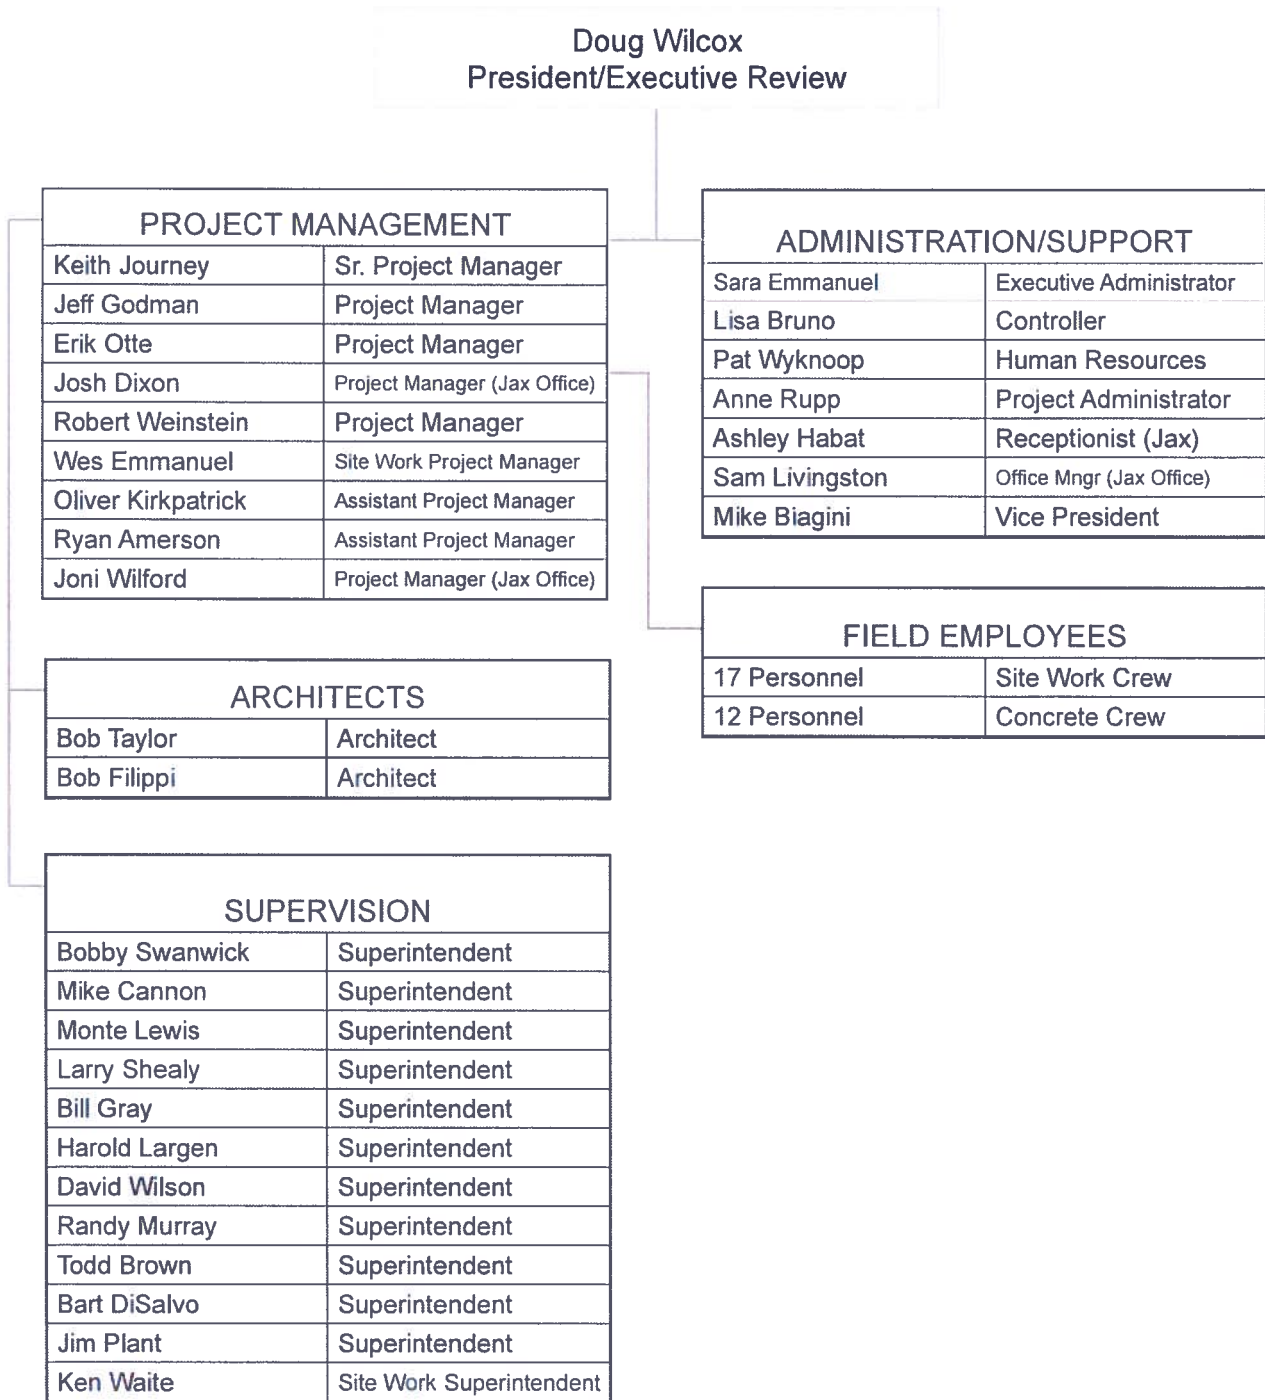 Doug Wilcox
President/Executive Review
PROJECT MANAGEMENT
Keith Journey Sr. Project Manager
Jeff Godman Project Manager
Erik Otte Project Manager
Josh Dixon Project Manager (Jax Office)
Robert Weinstein Project Manager
Wes Emmanuel Site Work Project Manager
Oliver Kirkpatrick Assistant Project Manager
Ryan Amerson Assistant Project Manager
Joni Wilford Project Manager (Jax Office)
ADMINISTRATION/SUPPORT
Sara Emmanuel Executive Administrator
Lisa Bruno Controller
Pat Wyknoop Human Resources
Anne Rupp Project Administrator
Ashley Habat Receptionist (Jax)
Sam Livingston Office Mngr (Jax Office)
Mike Biagini Vice President
FIELD EMPLOYEES
17 Personnel Site Work Crew
12 Personnel Concrete Crew
ARCHITECTS
Bob Taylor Architect
Bob Filippi Architect
SUPERVISION
Bobby Swanwick Superintendent
Mike Cannon Superintendent
Monte Lewis Superintendent
Larry Shealy Superintendent
Bill Gray Superintendent
Harold Largen Superintendent
David Wilson Superintendent
Randy Murray Superintendent
Todd Brown Superintendent
Bart DiSalvo Superintendent
Jim Plant Superintendent
Ken Waite Site Work Superintendent